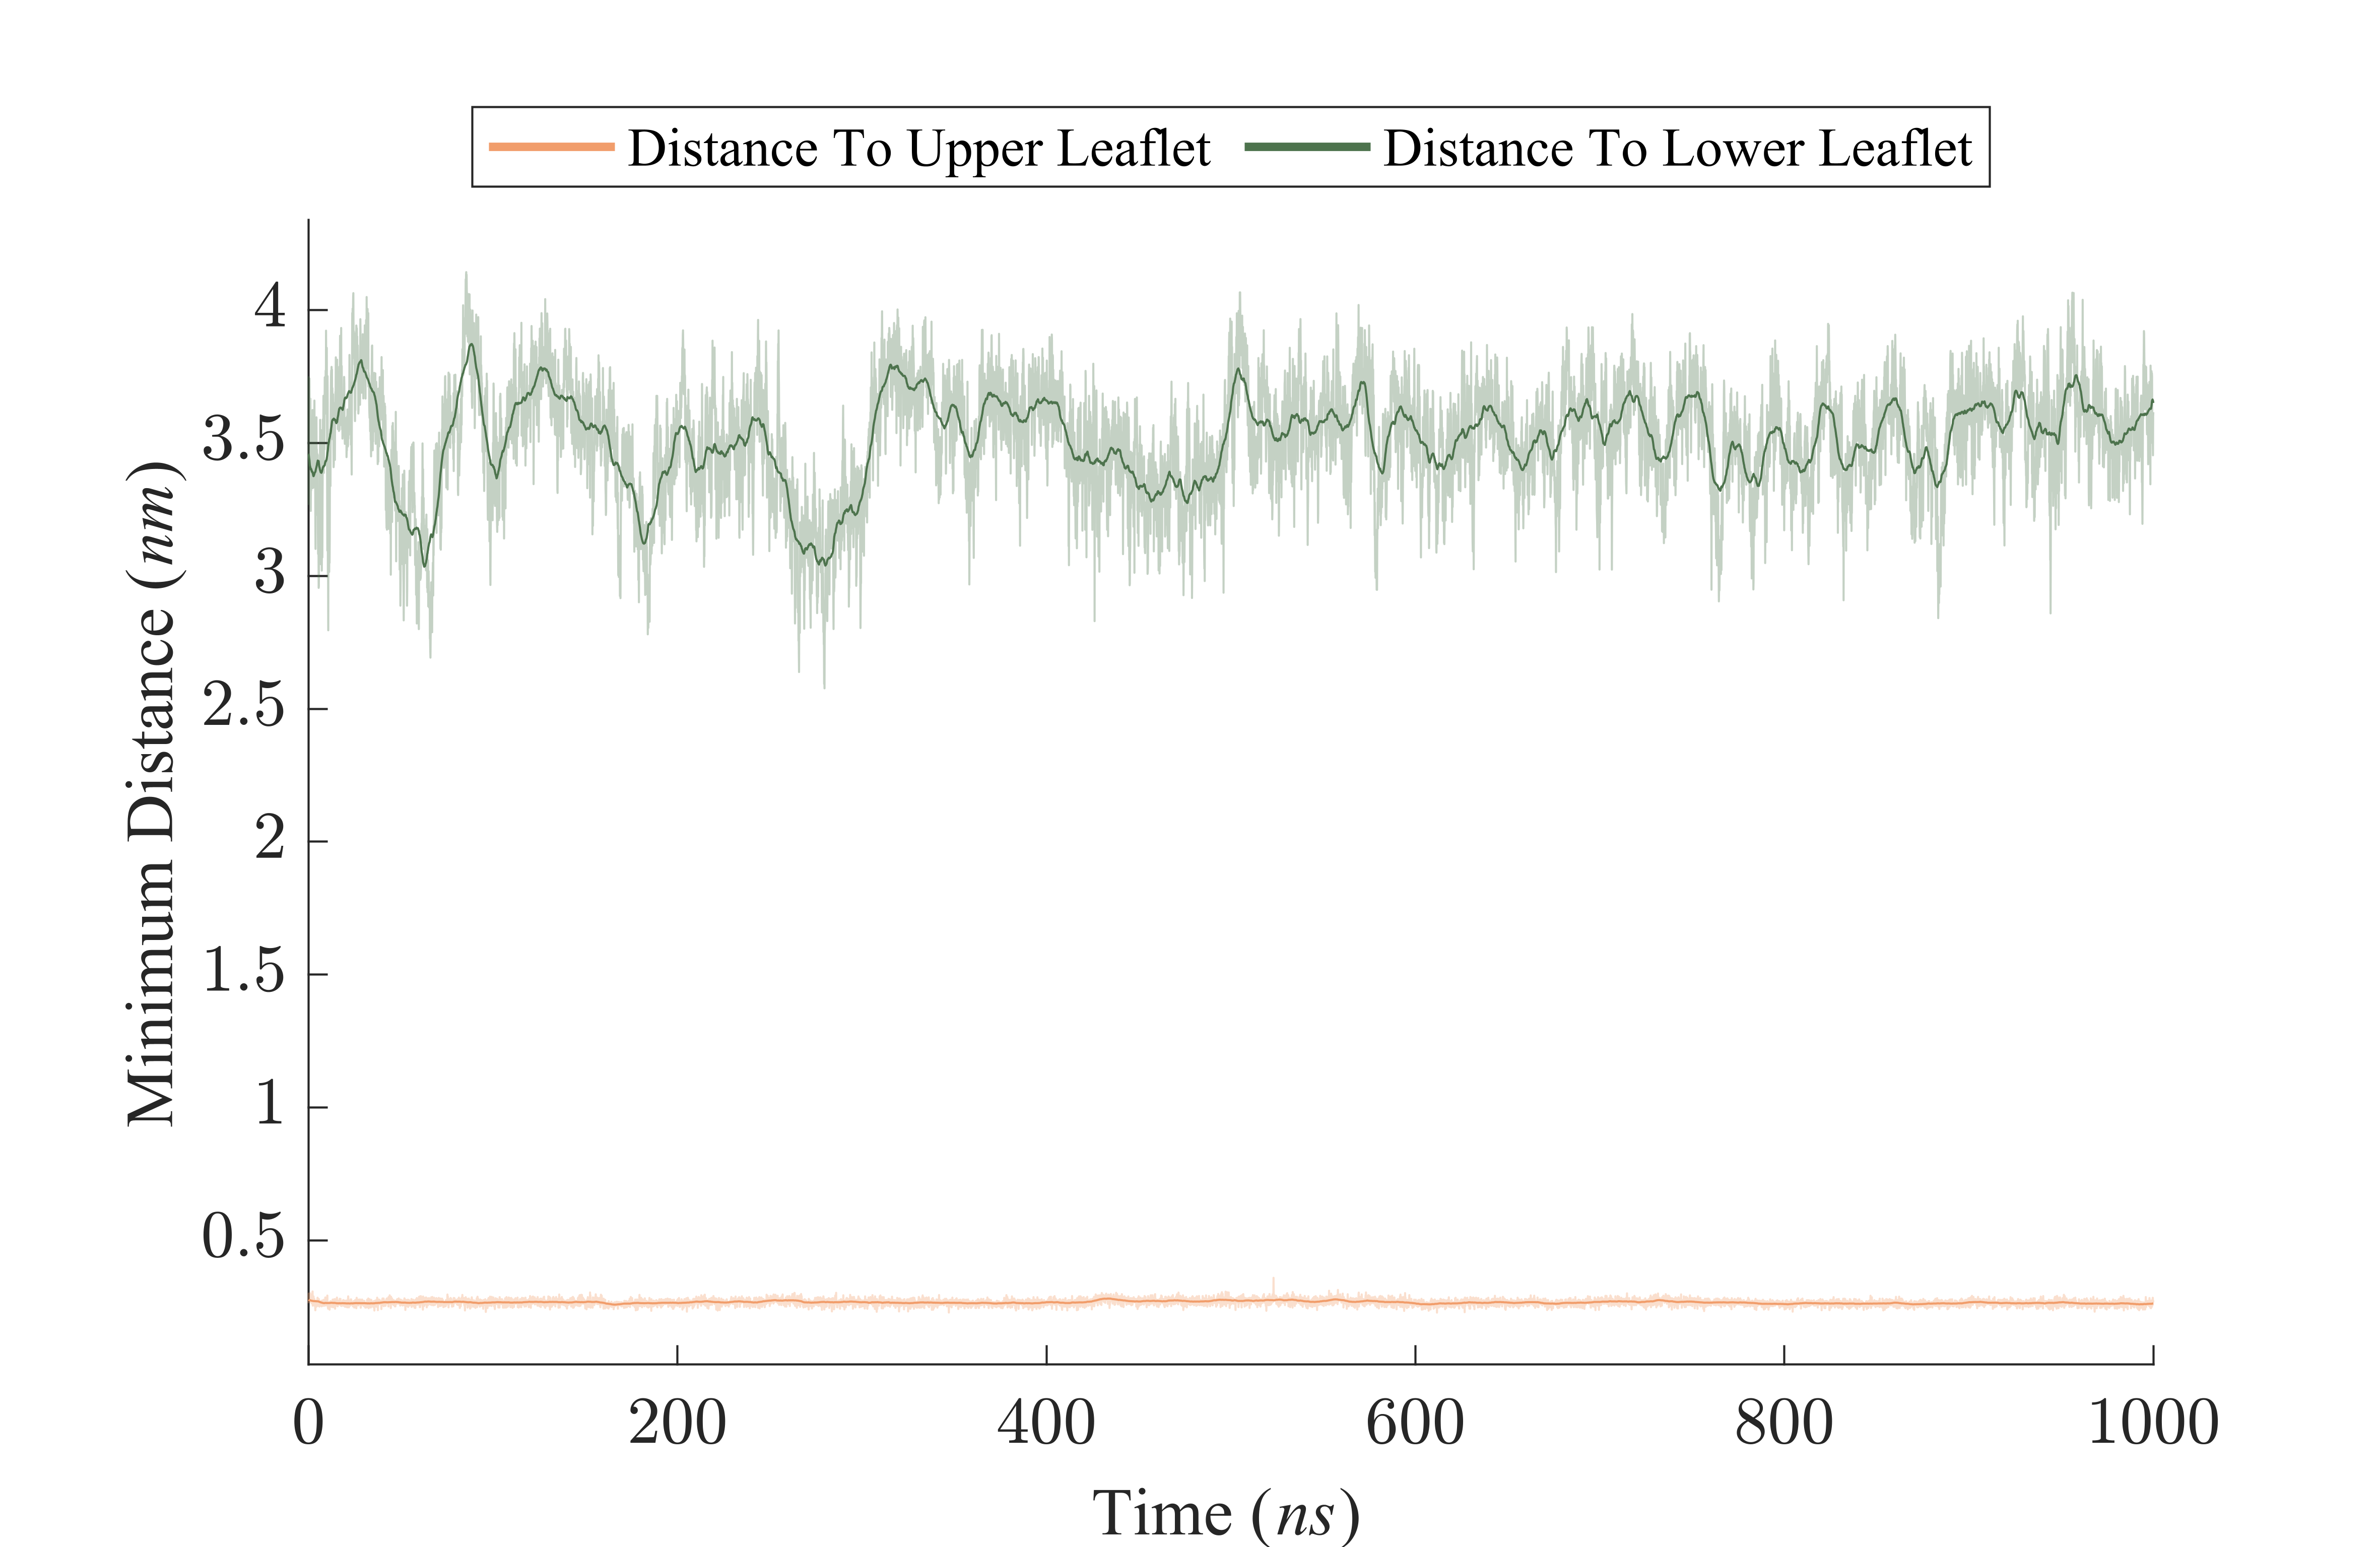 Distance To Upper Leaflet Distance To Lower Leaflet
Minimum Distance (nm)
4
3.5
3
2.5
2
1.5
1
0.5
0 200 400 600 800 1000
Time (ns)